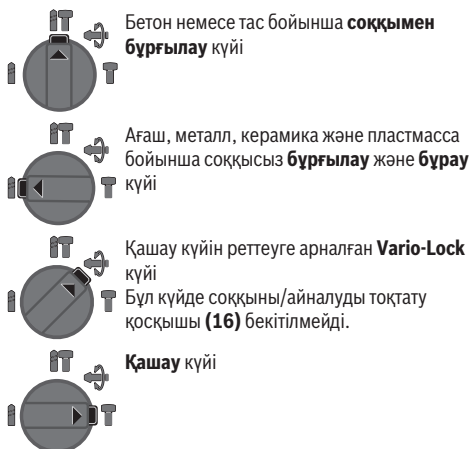 Бетон немесе тас бойынша соққымен
бұрғылау күйі
Ағаш, металл, керамика және пластмасса
бойынша соққысыз бұрғылау және бұрау
күйі
Қашау күйін реттеуге арналған Vario-Lock
күйі
Бұл күйде соққыны/айналуды тоқтату
қосқышы (16) бекітілмейді.
Қашау күйі